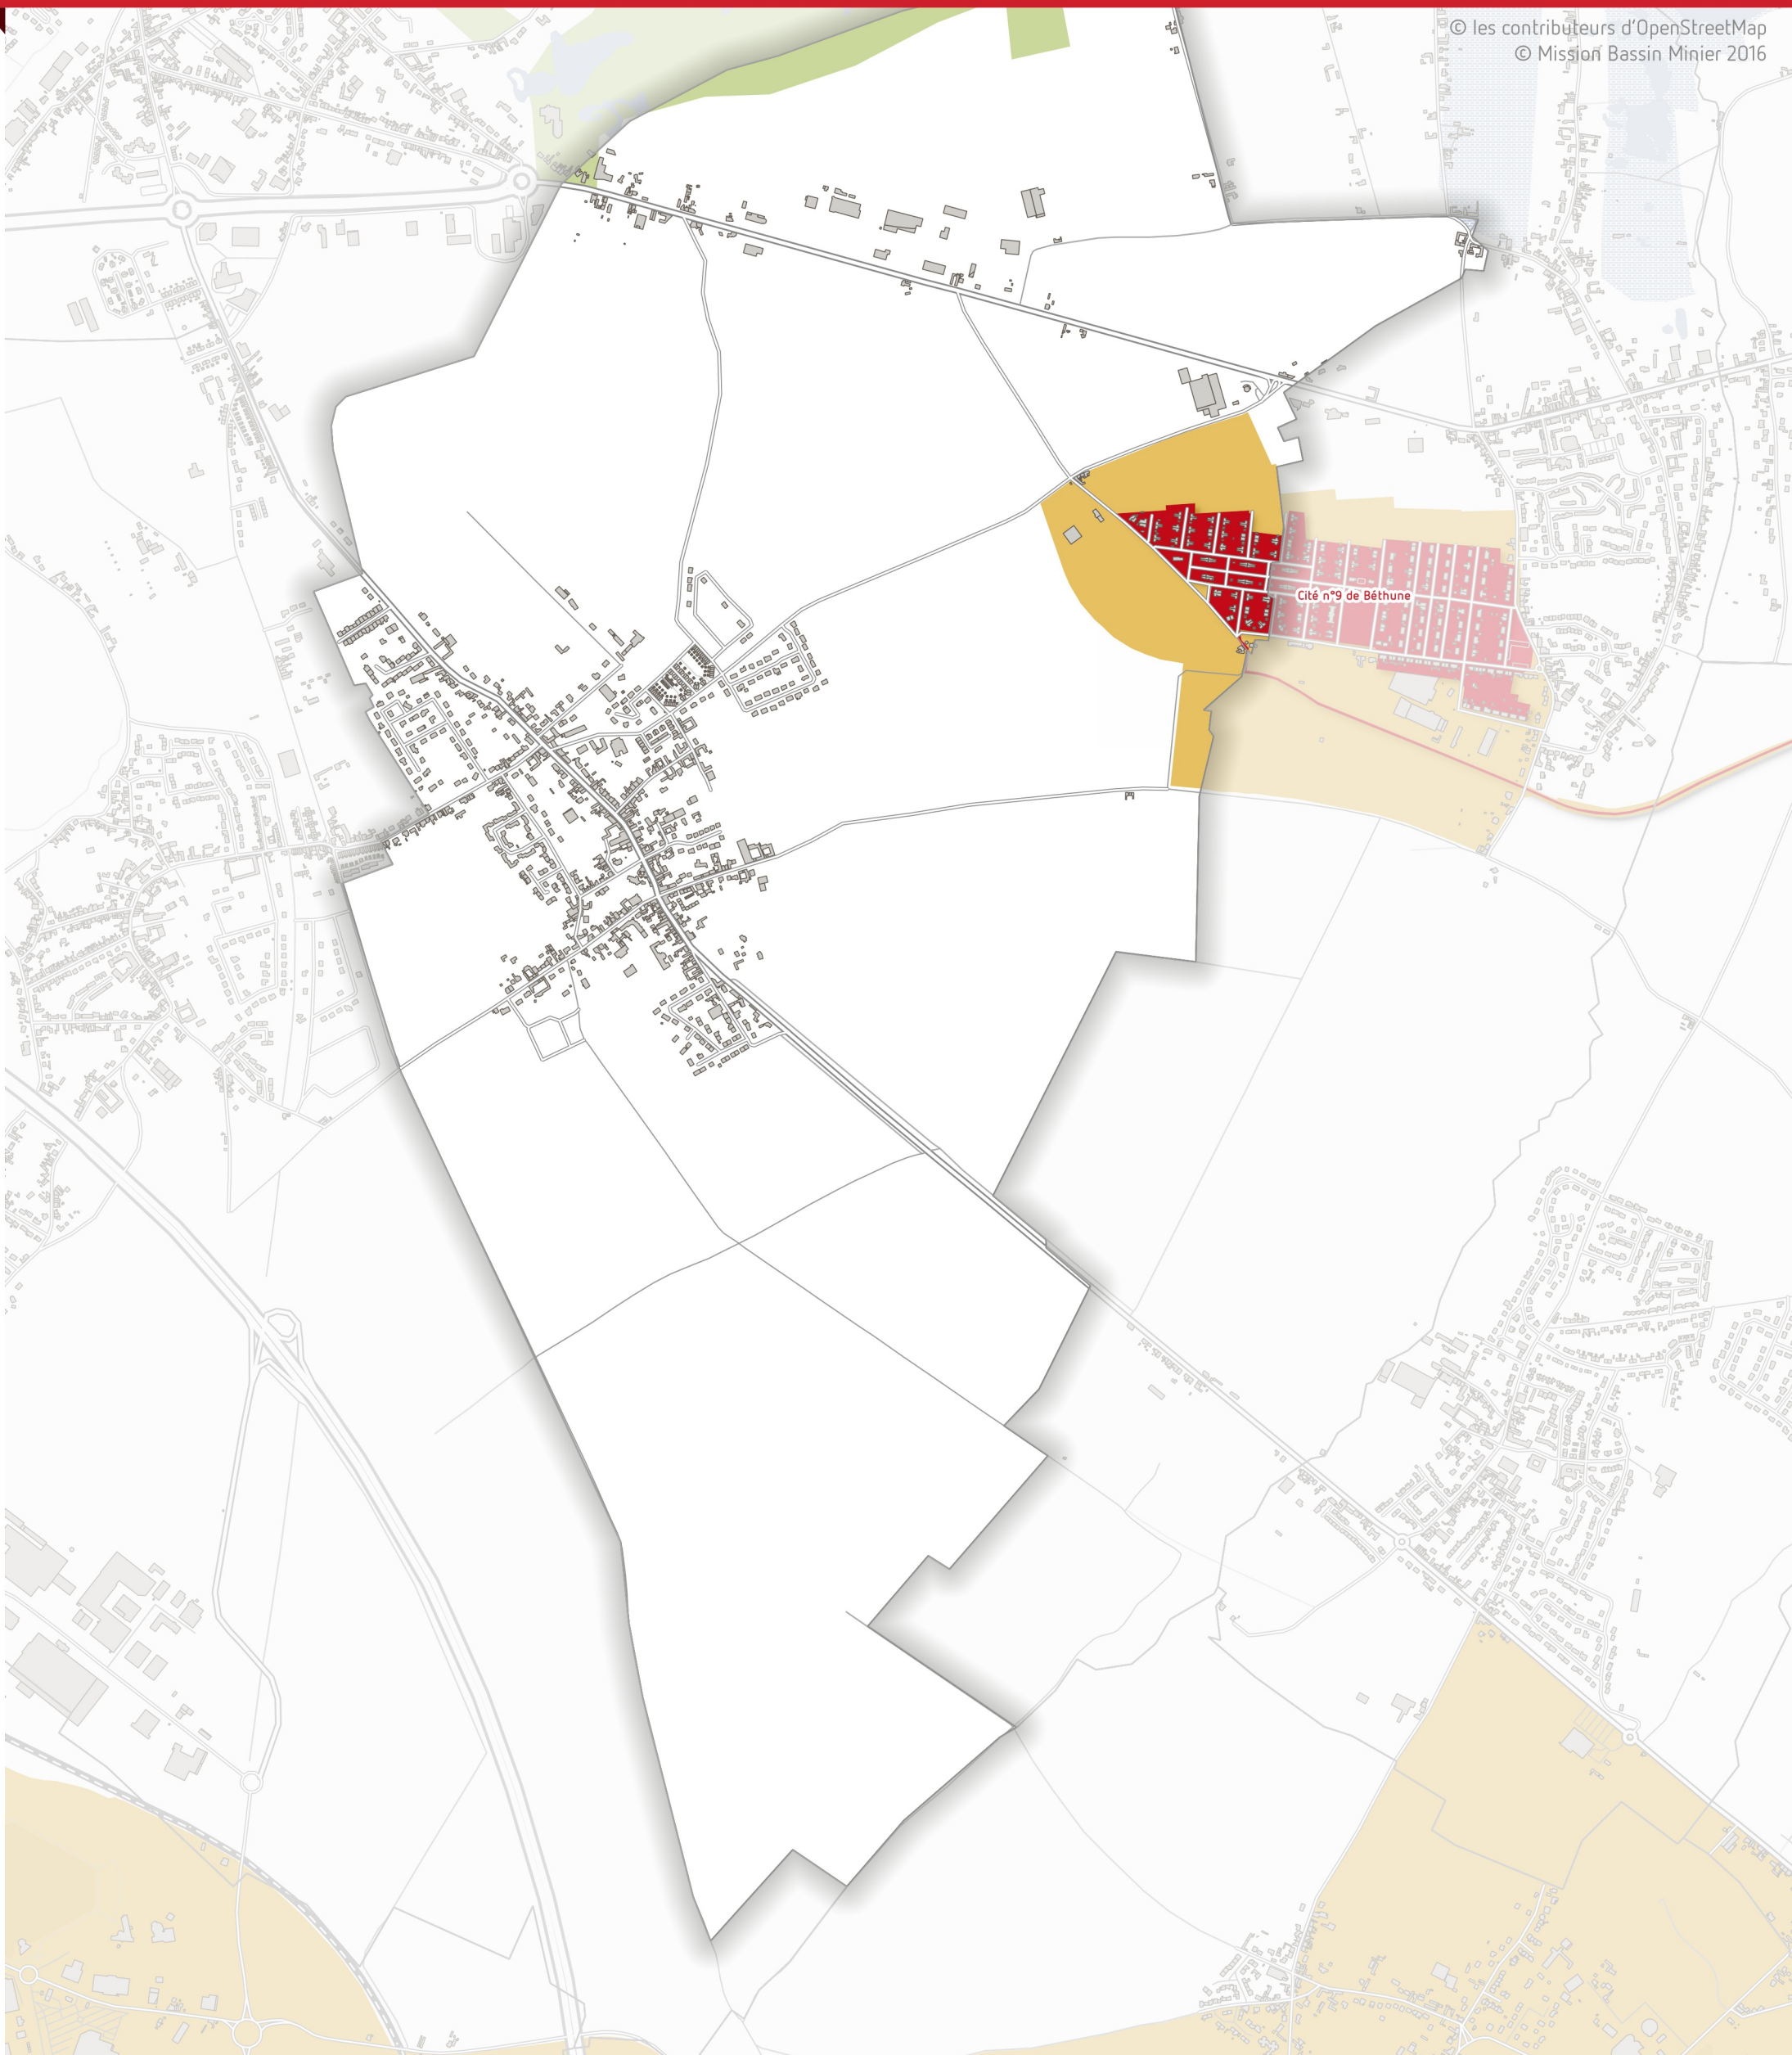 © les contributeurs d'OpenStreetMap
© Mission Bassin Minier 2016
Cité n°9 de Béthune